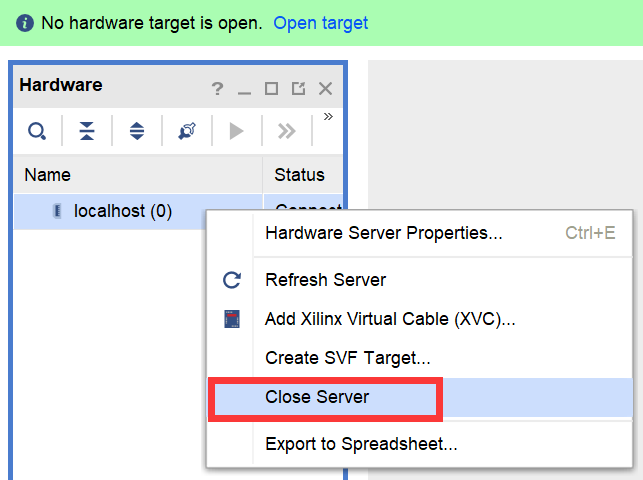 No hardware target is open. Open target
Hardware
Name Status
localhost (0)
Hardware Server Properties... Ctrl+E
Refresh Server
Add Xilinx Virtual Cable (XVC)...
Create SVF Target...
Close Server
Export to Spreadsheet...